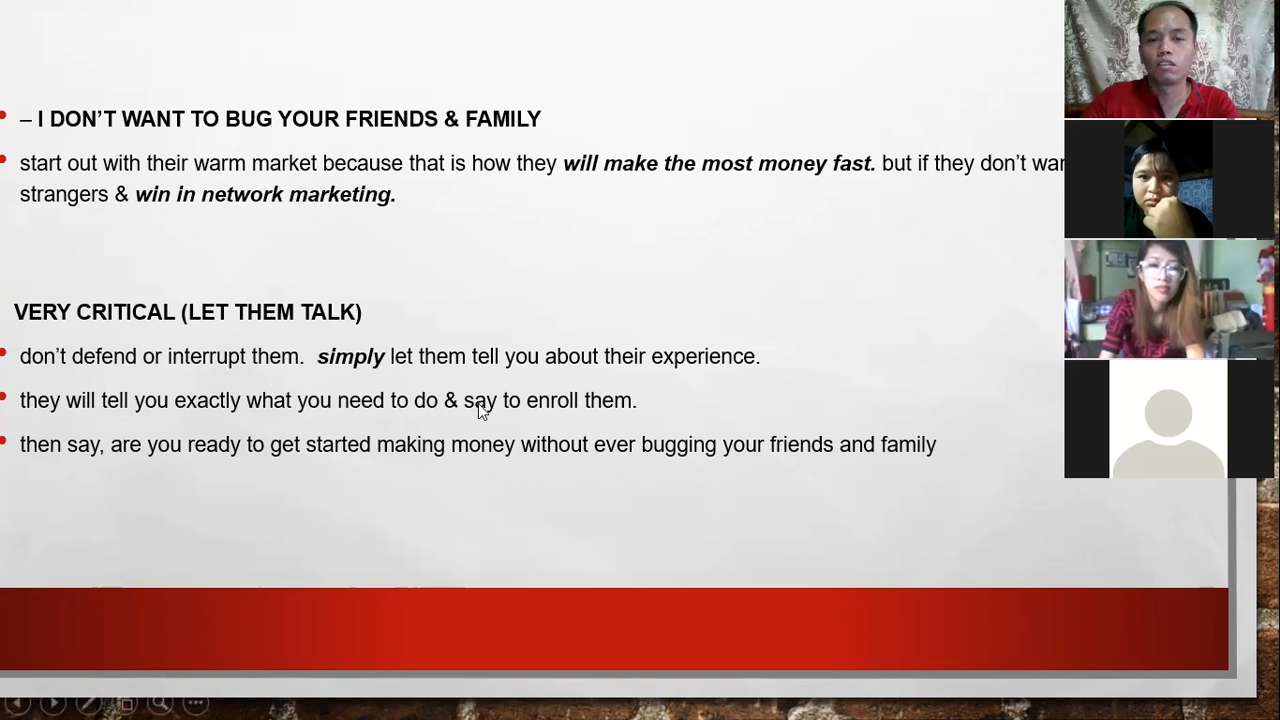 – I DON’T WANT TO BUG YOUR FRIENDS & FAMILY
start out with their warm market because that is how they will make the most money fast. but if they don’t
strangers & win in network marketing.
VERY CRITICAL (LET THEM TALK)
don’t defend or interrupt them.  simply let them tell you about their experience.
they will tell you exactly what you need to do & say to enroll them.
then say, are you ready to get started making money without ever bugging your friends and family